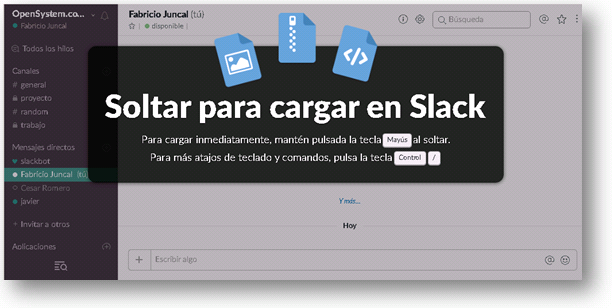 OpenSystem.co...
Fabricio Juncal
Todos los hilos
Canales
# general
proyecto
# random
trabajo
Mensajes directos
slackbot
Fabricio Juncal (tú)
Cesar Romero
javier
+ Invitar a otros
Aplicaciones
Fabricio Juncal (tú)
disponible
Búsqueda
Soltar para cargar en Slack
Para cargar inmediatamente, mantén pulsada la tecla Mayús al soltar.
Para más atajos de teclado y comandos, pulsa la tecla Control /
Y más...
Hoy
Escribir algo